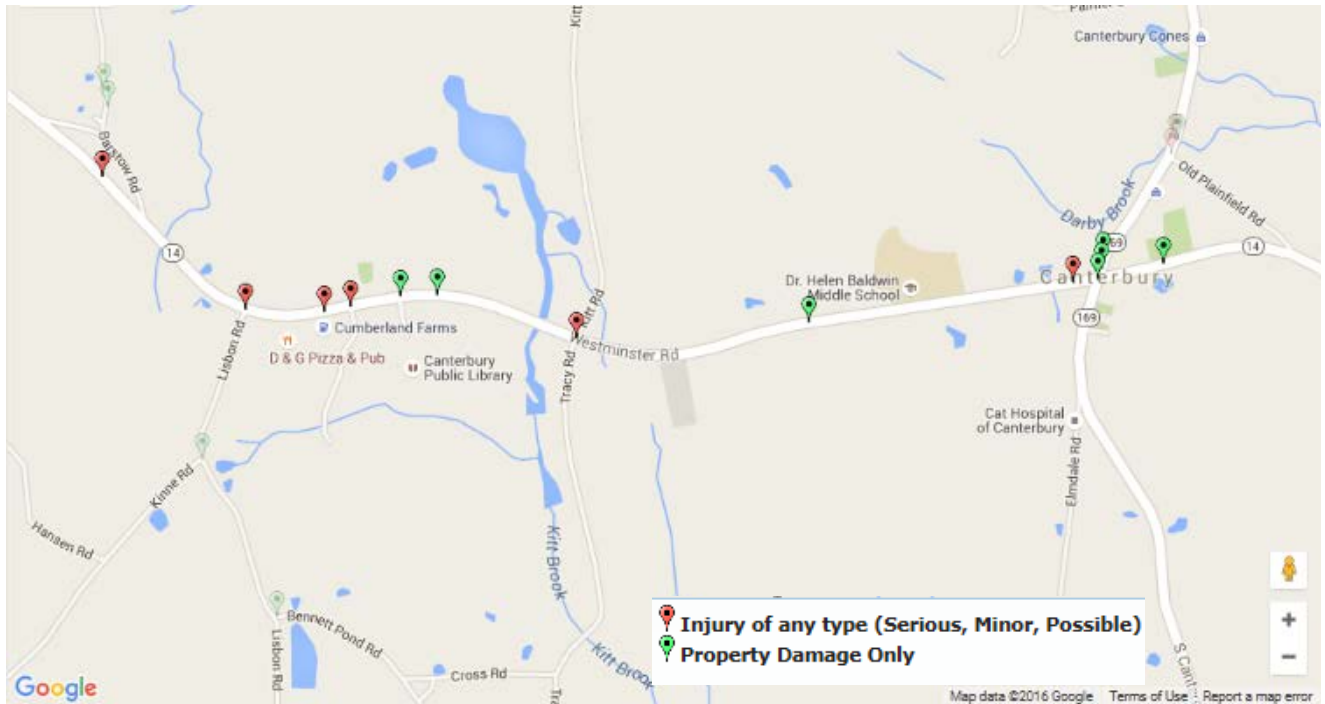 Kitt
Canterbury Cones
Barstow Rd
Old Plainfield Rd
Darby Brook
14
169
14
Canterbury
Dr. Helen Baldwin
Middle School
169
Cumberland Farms
D & G Pizza & Pub
Lisbon Rd
Canterbury
Public Library
Westminster Rd
Tracy Rd
Cat Hospital
of Canterbury
Elmdale Rd
Kinne Rd
Hansen Rd
Kitt Brook
Bennett Pond Rd
Lisbon Rd
Cross Rd
Kitt Brook
S Cant
Injury of any type (Serious, Minor, Possible)
Property Damage Only
+
−
Google
Map data ©2016 Google
Terms of Use
Report a map error